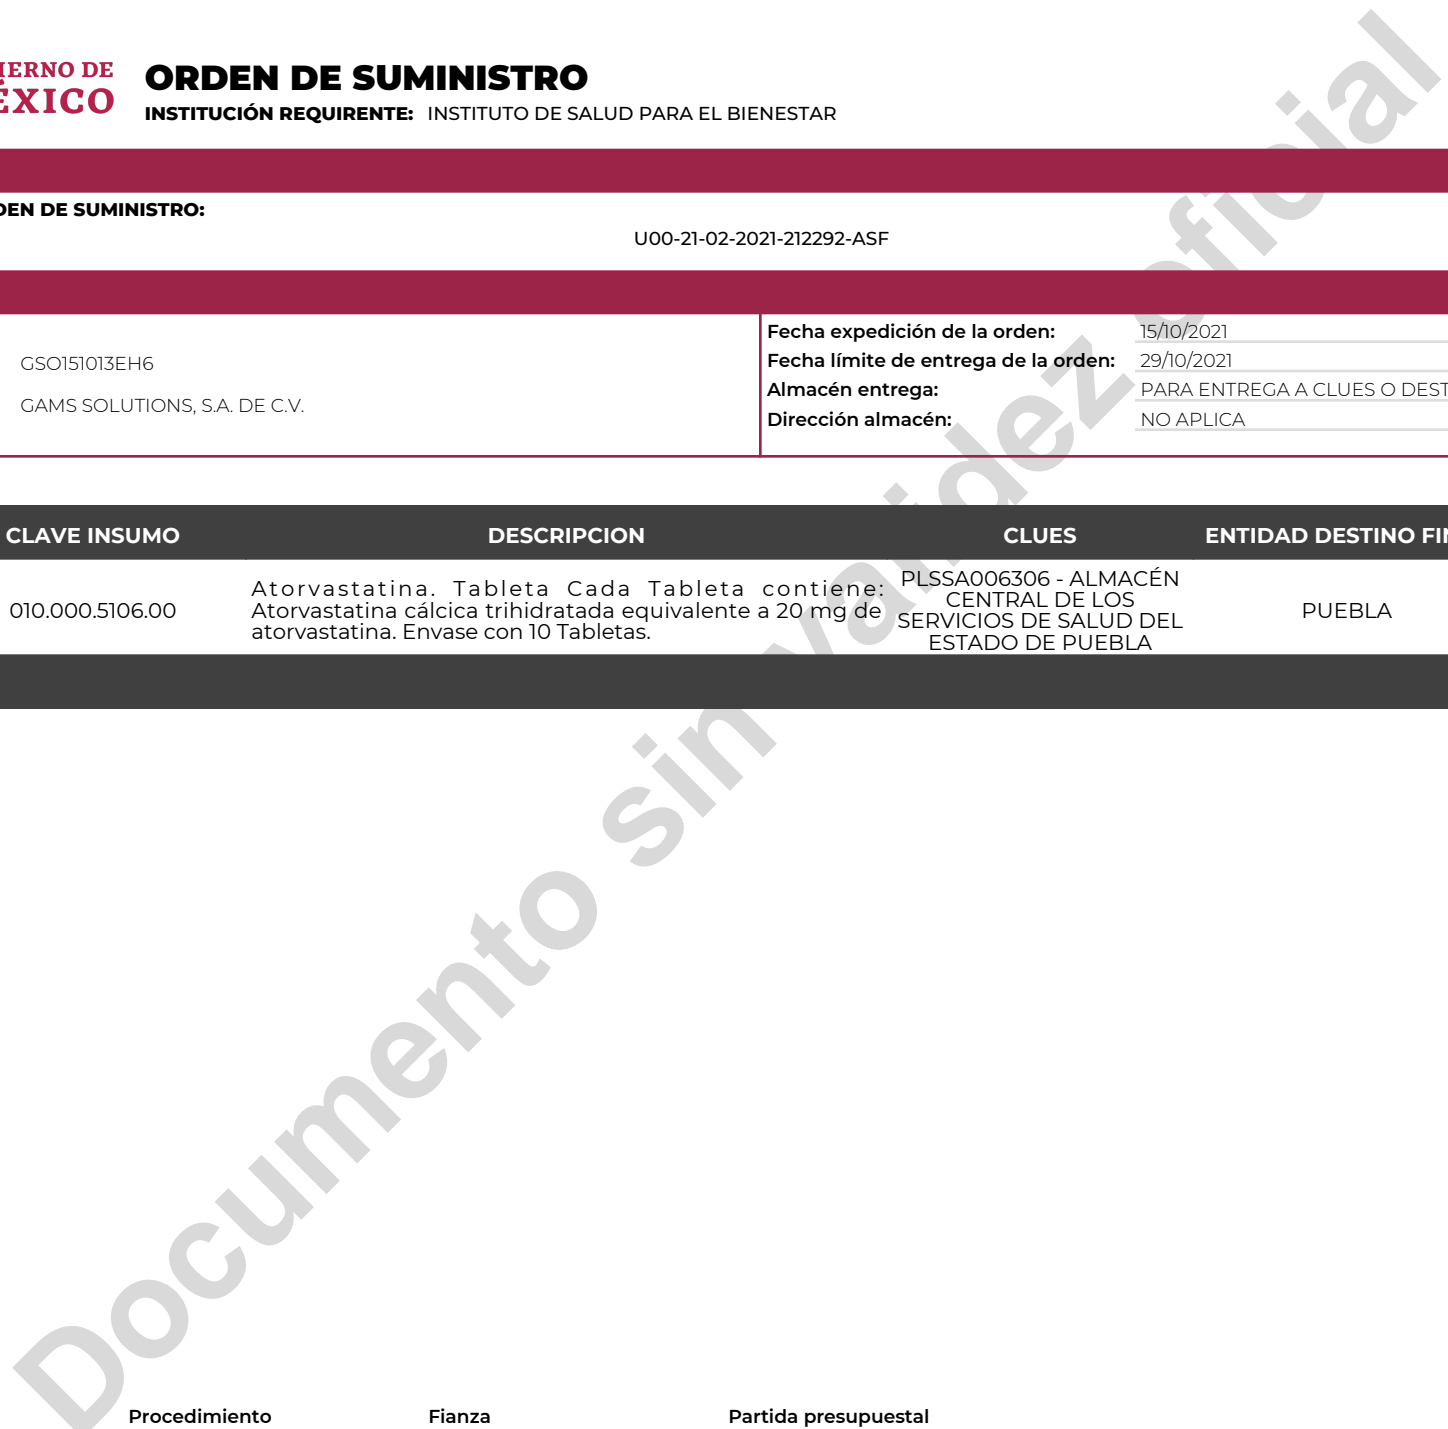 IERNO DE
ÉXICO
ORDEN DE SUMINISTRO
INSTITUCIÓN REQUIRENTE: INSTITUTO DE SALUD PARA EL BIENESTAR
DEN DE SUMINISTRO:
U00-21-02-2021-212292-ASF
GSO151013EH6
GAMS SOLUTIONS, S.A. DE C.V.
Fecha expedición de la orden: 15/10/2021
Fecha límite de entrega de la orden: 29/10/2021
Almacén entrega: PARA ENTREGA A CLUES O DEST
Dirección almacén: NO APLICA
CLAVE INSUMO DESCRIPCION CLUES ENTIDAD DESTINO FIN
010.000.5106.00
Atorvastatina. Tableta Cada Tableta contiene:
Atorvastatina cálcica trihidratada equivalente a 20 mg de
atorvastatina. Envase con 10 Tabletas.
PLSSA006306 - ALMACÉN
CENTRAL DE LOS
SERVICIOS DE SALUD DEL
ESTADO DE PUEBLA
PUEBLA
Documento sin validez oficial
Procedimiento Fianza Partida presupuestal